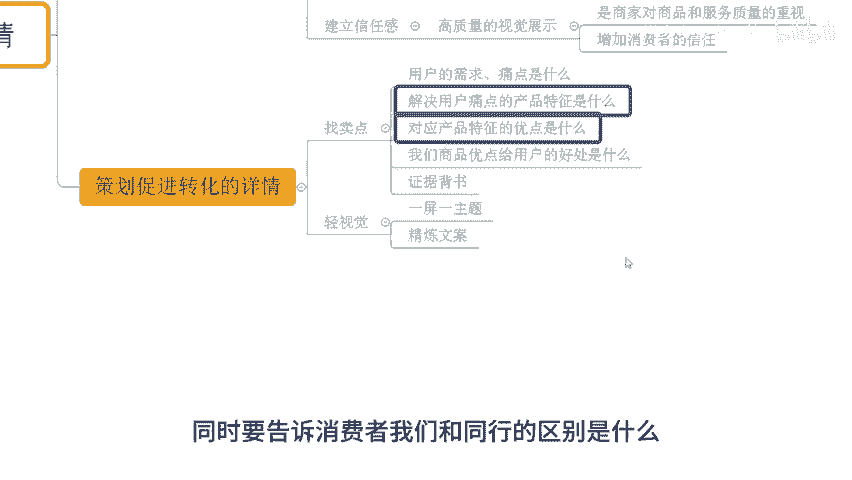 情
建立信任感
高质量的视觉展示
是商家对商品和服务质量的重视
增加消费者的信任
用户的需求、痛点是什么
解决用户痛点的产品特征是什么
找卖点
对应产品特征的优点是什么
我们商品优点给用户的好处是什么
证据背书
策划促进转化的详情
一屏一主题
轻视觉
精炼文案
同时要告诉消费者我们和同行的区别是什么